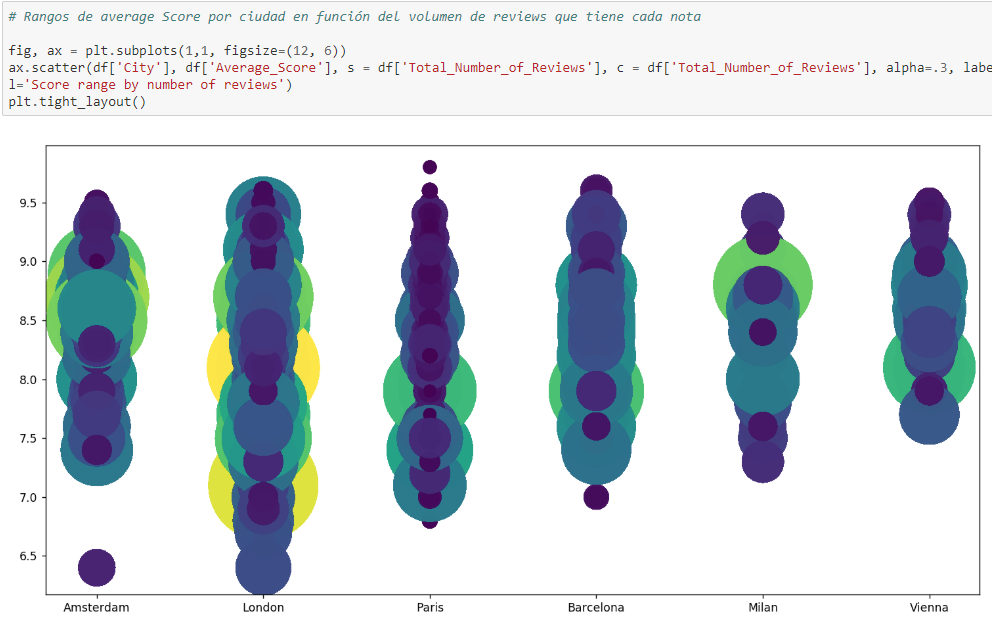 # Rangos de average Score por ciudad en función del volumen de reviews que tiene cada nota
fig, ax = plt.subplots(1,1, figsize=(12, 6))
ax.scatter(df['City'], df['Average_Score'], s = df['Total_Number_of_Reviews'], c = df['Total_Number_of_Reviews'], alpha=.3, labe
l='Score range by number of reviews')
plt.tight_layout()
9.5
9.0
8.5
8.0
7.5
7.0
6.5
Amsterdam London Paris Barcelona Milan Vienna